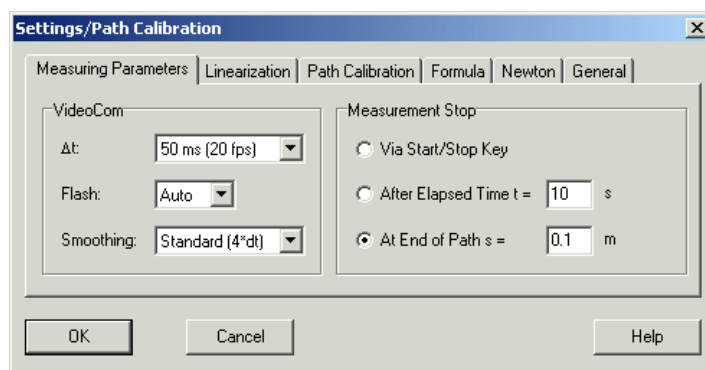 Settings/Path Calibration
Measuring Parameters Linearization Path Calibration Formula Newton General
VideoCom
Δt: 50 ms (20 fps)
Flash: Auto
Smoothing: Standard (4*dt)
Measurement Stop
Via Start/Stop Key
After Elapsed Time t = 10 s
At End of Path s = 0.1 m
OK Cancel Help